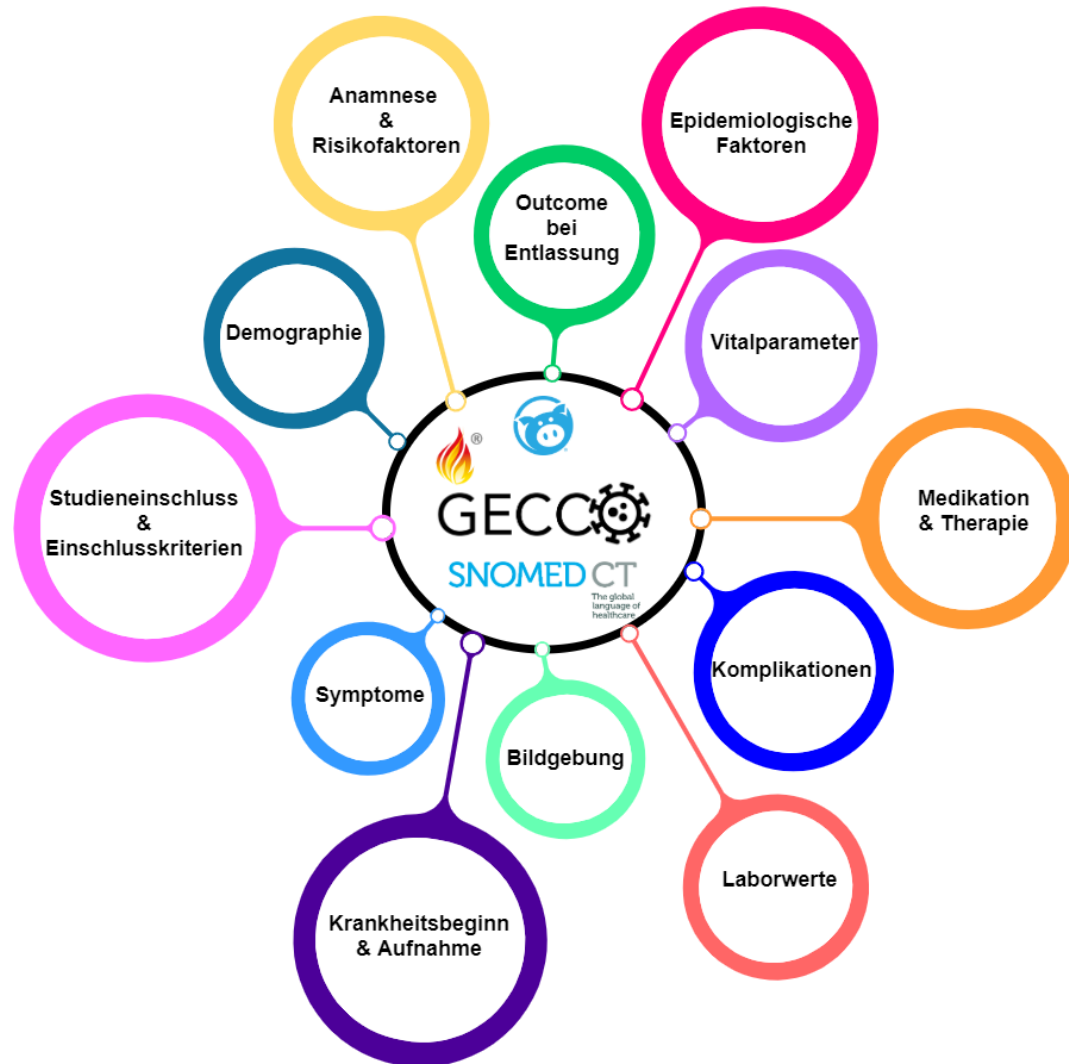 Anamnese
&
Risikofaktoren
Epidemiologische
Faktoren
Outcome
bei
Entlassung
Demographie
Vitalparameter
Studieneinschluss
&
Einschlusskriterien
®
GECCO
SNOMED CT
The global
language of
healthcare
Medikation
& Therapie
Symptome
Komplikationen
Bildgebung
Laborwerte
Krankheitsbeginn
& Aufnahme